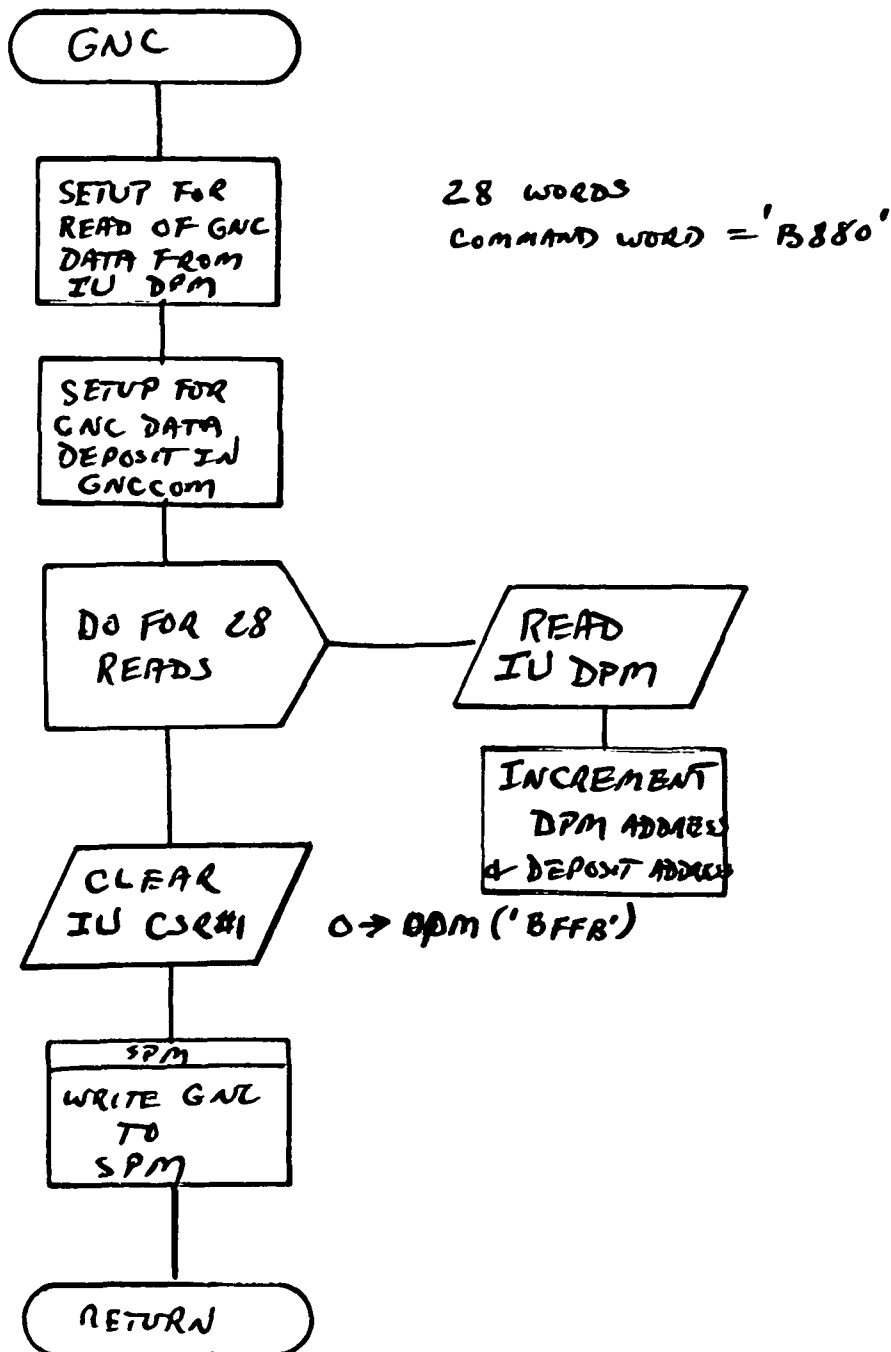 GNC
SETUP FOR
READ OF GNC
DATA FROM
IU DPM
28 WORDS
COMMAND WORD = 'B880'
SETUP FOR
GNC DATA
DEPOSIT IN
GNCCOM
DO FOR 28
READS
READ
IU DPM
INCREMENT
DPM ADDRESS
& DEPOSIT ADDRESS
CLEAR
IU CSR#1
0 → DPM ('BFFB')
SPM
WRITE GNC
TO
SPM
RETURN